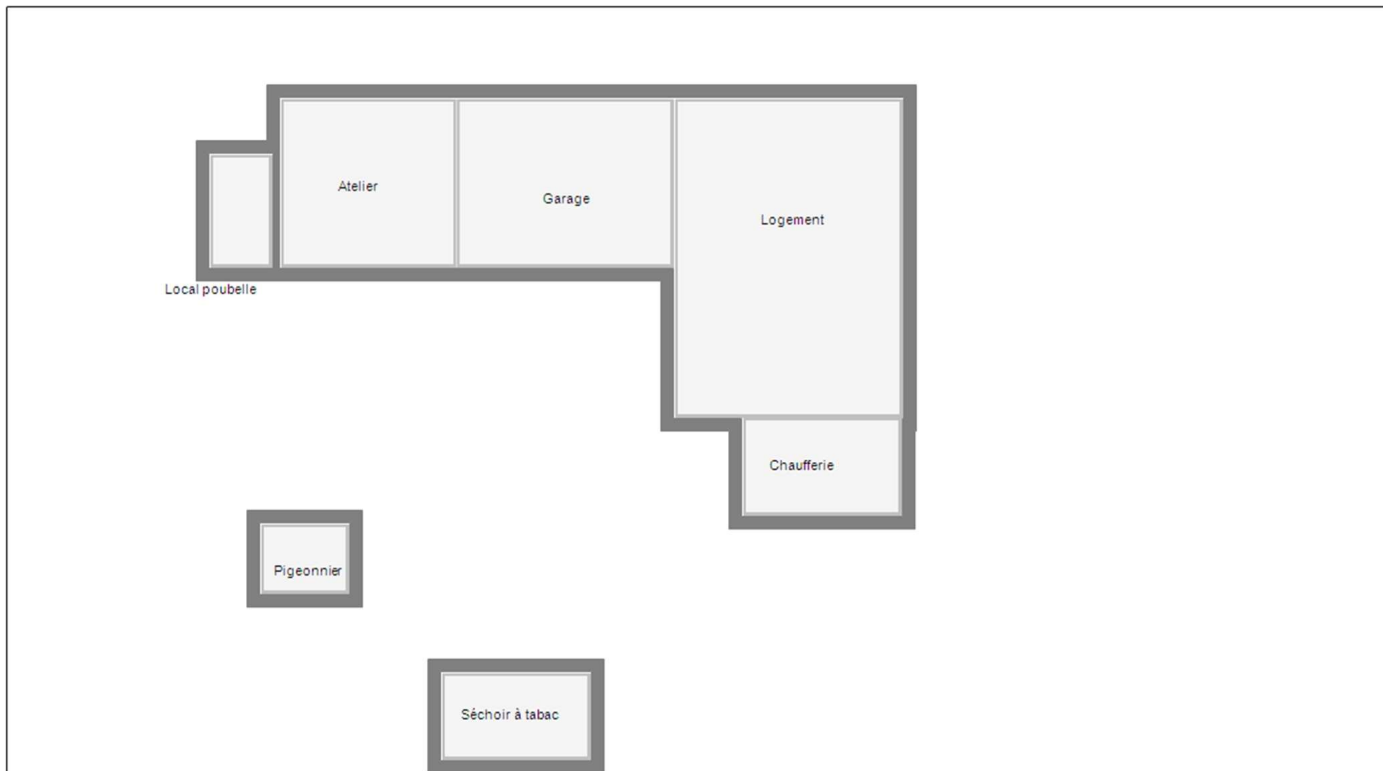 Atelier
Garage
Logement
Local poubelle
Chaufferie
Pigeonnier
Séchoir à tabac